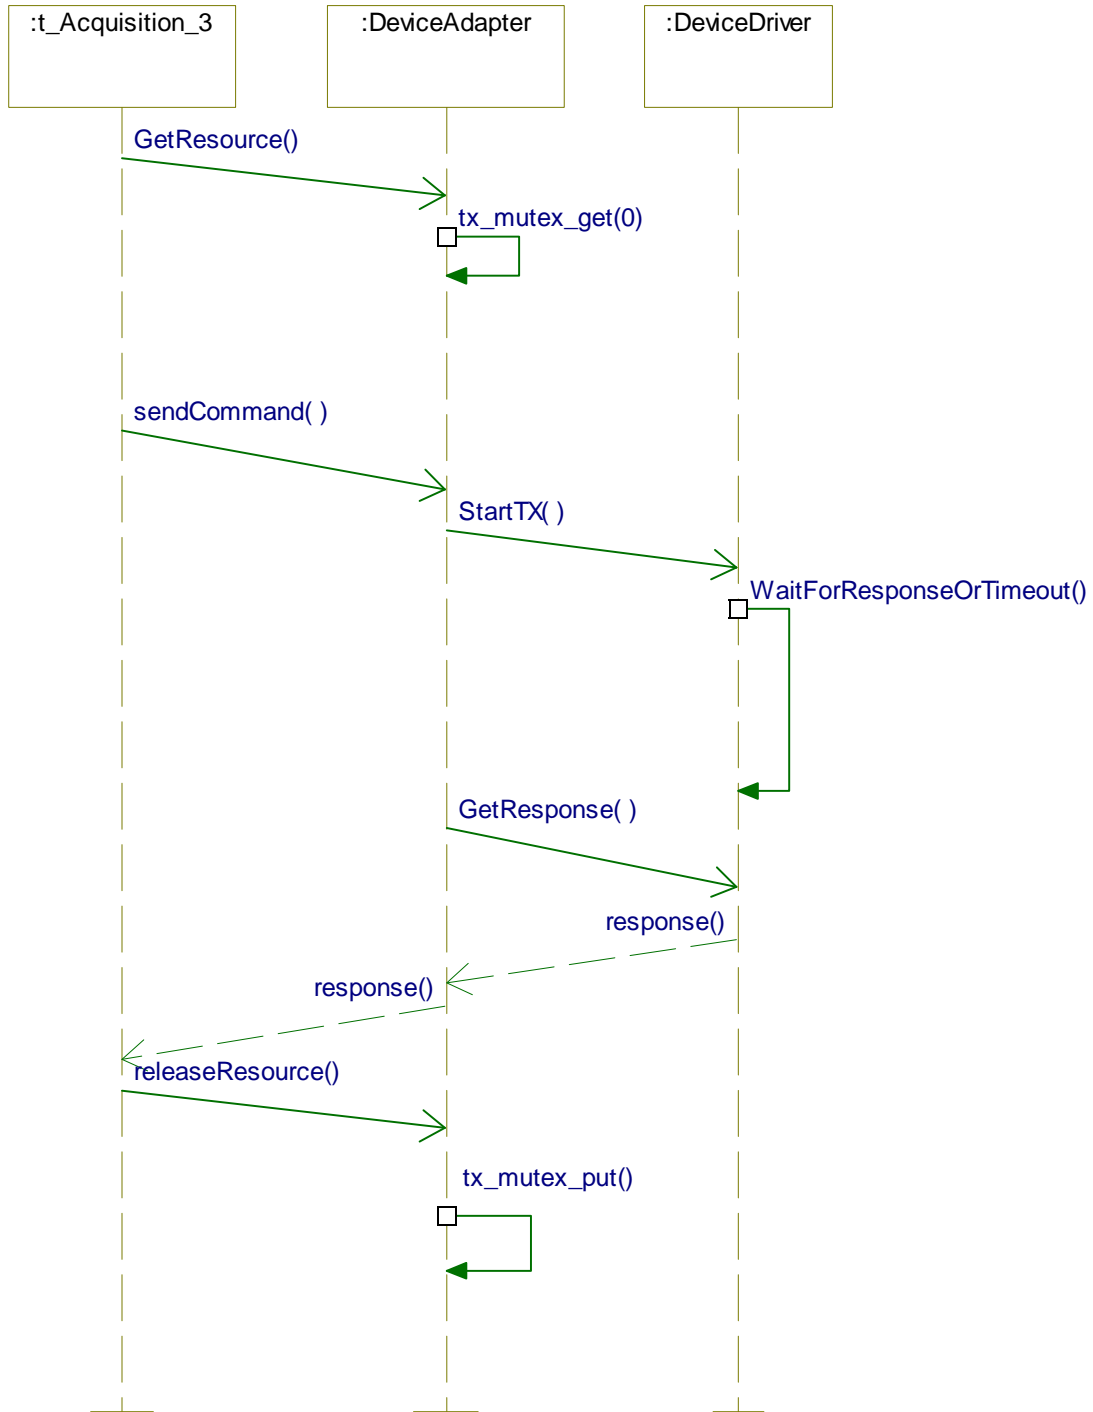 :t_Acquisition_3
:DeviceAdapter
:DeviceDriver
GetResource()
tx_mutex_get(0)
sendCommand( )
StartTX( )
WaitForResponseOrTimeout()
GetResponse( )
response()
response()
releaseResource()
tx_mutex_put()